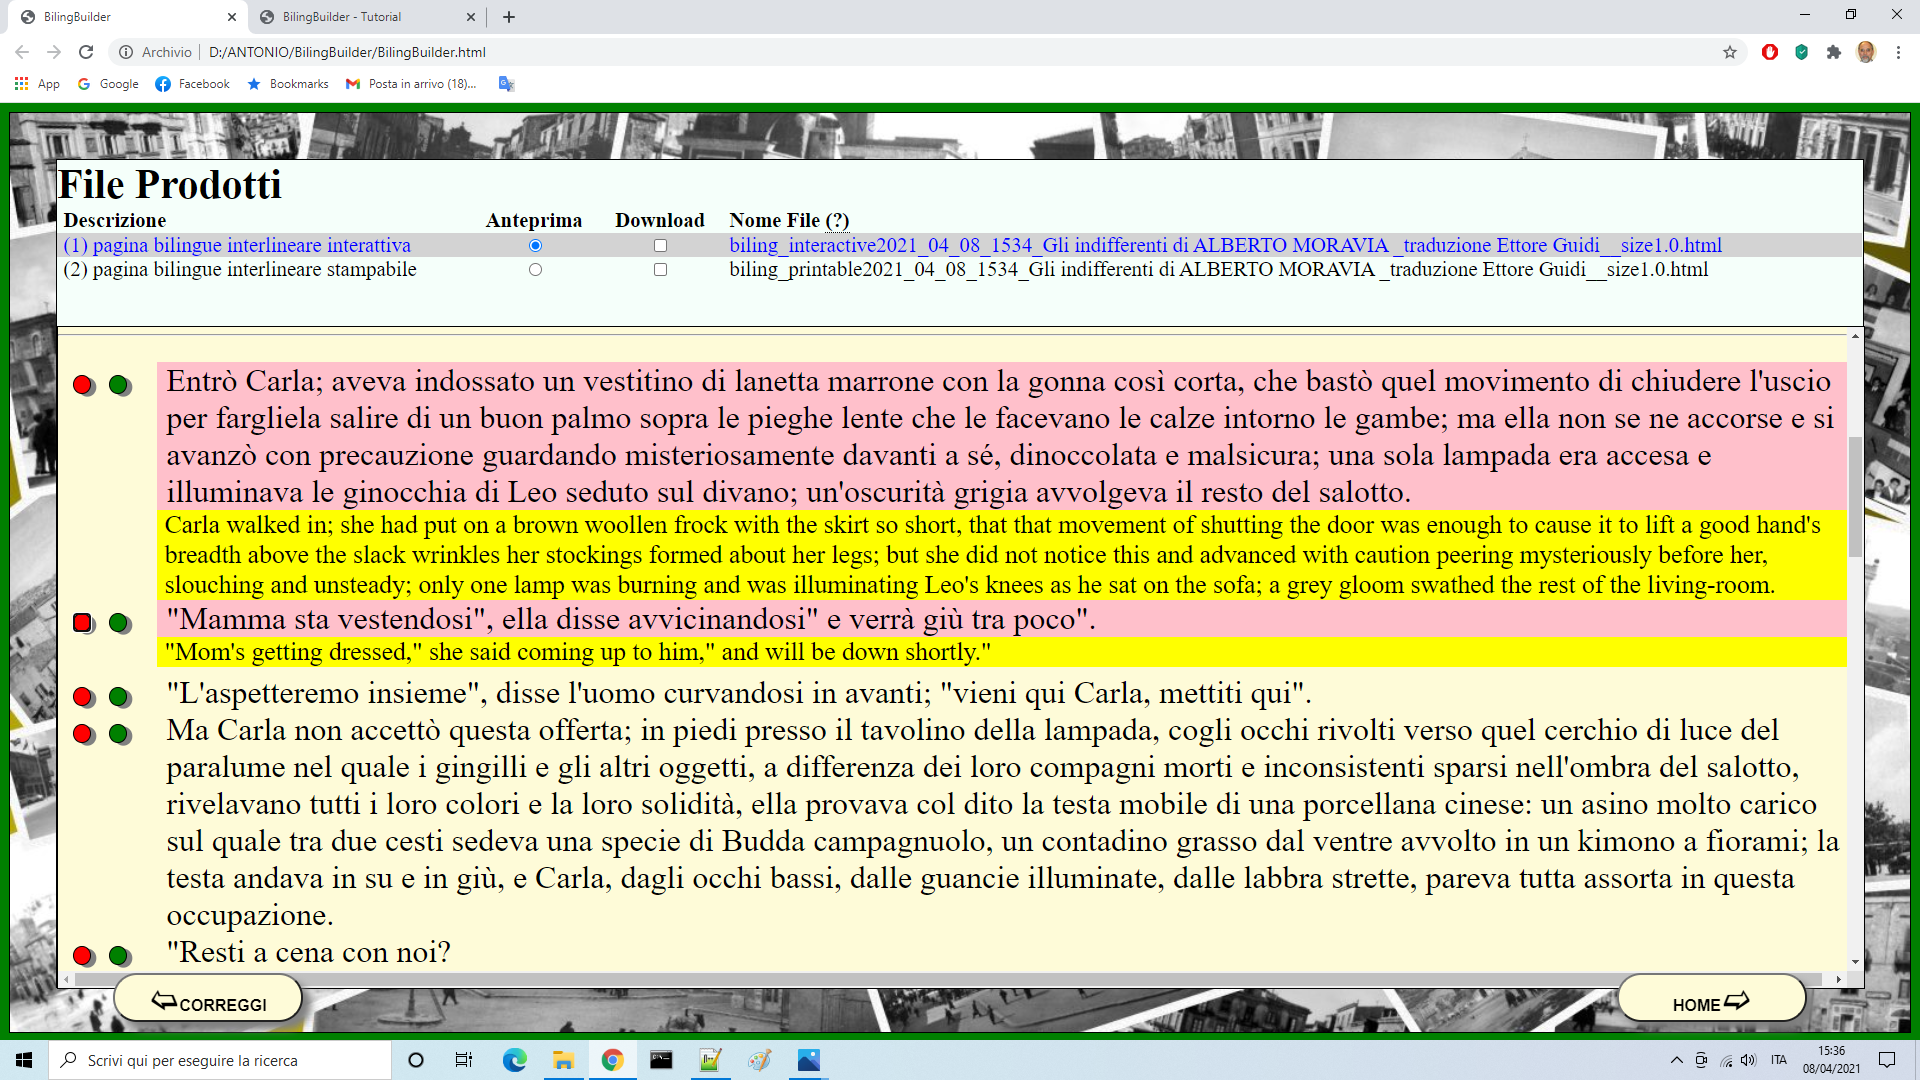 BilingBuilder
BilingBuilder - Tutorial
Archivio
D:/ANTONIO/BilingBuilder/BilingBuilder.html
App
Google
Facebook
Bookmarks
Posta in arrivo (18)...
File Prodotti
Descrizione Anteprima Download Nome File (?)
(1) pagina bilingue interlineare interattiva biling_interactive2021_04_08_1534_Gli indifferenti di ALBERTO MORAVIA _traduzione Ettore Guidi__size1.0.html
(2) pagina bilingue interlineare stampabile biling_printable2021_04_08_1534_Gli indifferenti di ALBERTO MORAVIA _traduzione Ettore Guidi__size1.0.html
Entrò Carla; aveva indossato un vestitino di lanetta marrone con la gonna così corta, che bastò quel movimento di chiudere l'uscio
per fargliela salire di un buon palmo sopra le pieghe lente che le facevano le calze intorno le gambe; ma ella non se ne accorse e si
avanzò con precauzione guardando misteriosamente davanti a sé, dinoccolata e malsicura; una sola lampada era accesa e
illuminava le ginocchia di Leo seduto sul divano; un'oscurità grigia avvolgeva il resto del salotto.
Carla walked in; she had put on a brown woollen frock with the skirt so short, that that movement of shutting the door was enough to cause it to lift a good hand's
breadth above the slack wrinkles her stockings formed about her legs; but she did not notice this and advanced with caution peering mysteriously before her,
slouching and unsteady; only one lamp was burning and was illuminating Leo's knees as he sat on the sofa; a grey gloom swathed the rest of the living-room.
"Mamma sta vestendosi", ella disse avvicinandosi" e verrà giù tra poco".
"Mom's getting dressed," she said coming up to him," and will be down shortly."
"L'aspetteremo insieme", disse l'uomo curvandosi in avanti; "vieni qui Carla, mettiti qui".
Ma Carla non accettò questa offerta; in piedi presso il tavolino della lampada, cogli occhi rivolti verso quel cerchio di luce del
paralume nel quale i gingilli e gli altri oggetti, a differenza dei loro compagni morti e inconsistenti sparsi nell'ombra del salotto,
rivelavano tutti i loro colori e la loro solidità, ella provava col dito la testa mobile di una porcellana cinese: un asino molto carico
sul quale tra due cesti sedeva una specie di Budda campagnuolo, un contadino grasso dal ventre avvolto in un kimono a fiorami; la
testa andava in su e in giù, e Carla, dagli occhi bassi, dalle guancie illuminate, dalle labbra strette, pareva tutta assorta in questa
occupazione.
"Resti a cena con noi?
CORREGGI
HOME
Scrivi qui per eseguire la ricerca
ITA
15:36
08/04/2021